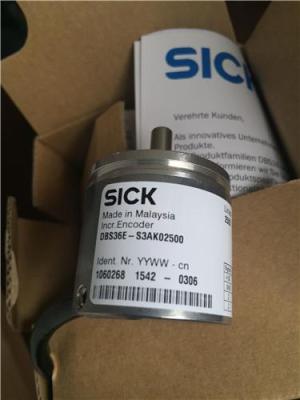 SICK
Verehrte Kunden,
Als innovatives
Produkte.
SICK
Made in Malaysia
Incr.Encoder
DBS36E-S3AK02500
Ident. Nr. YYWW - cn
1060268 1542 - 0306